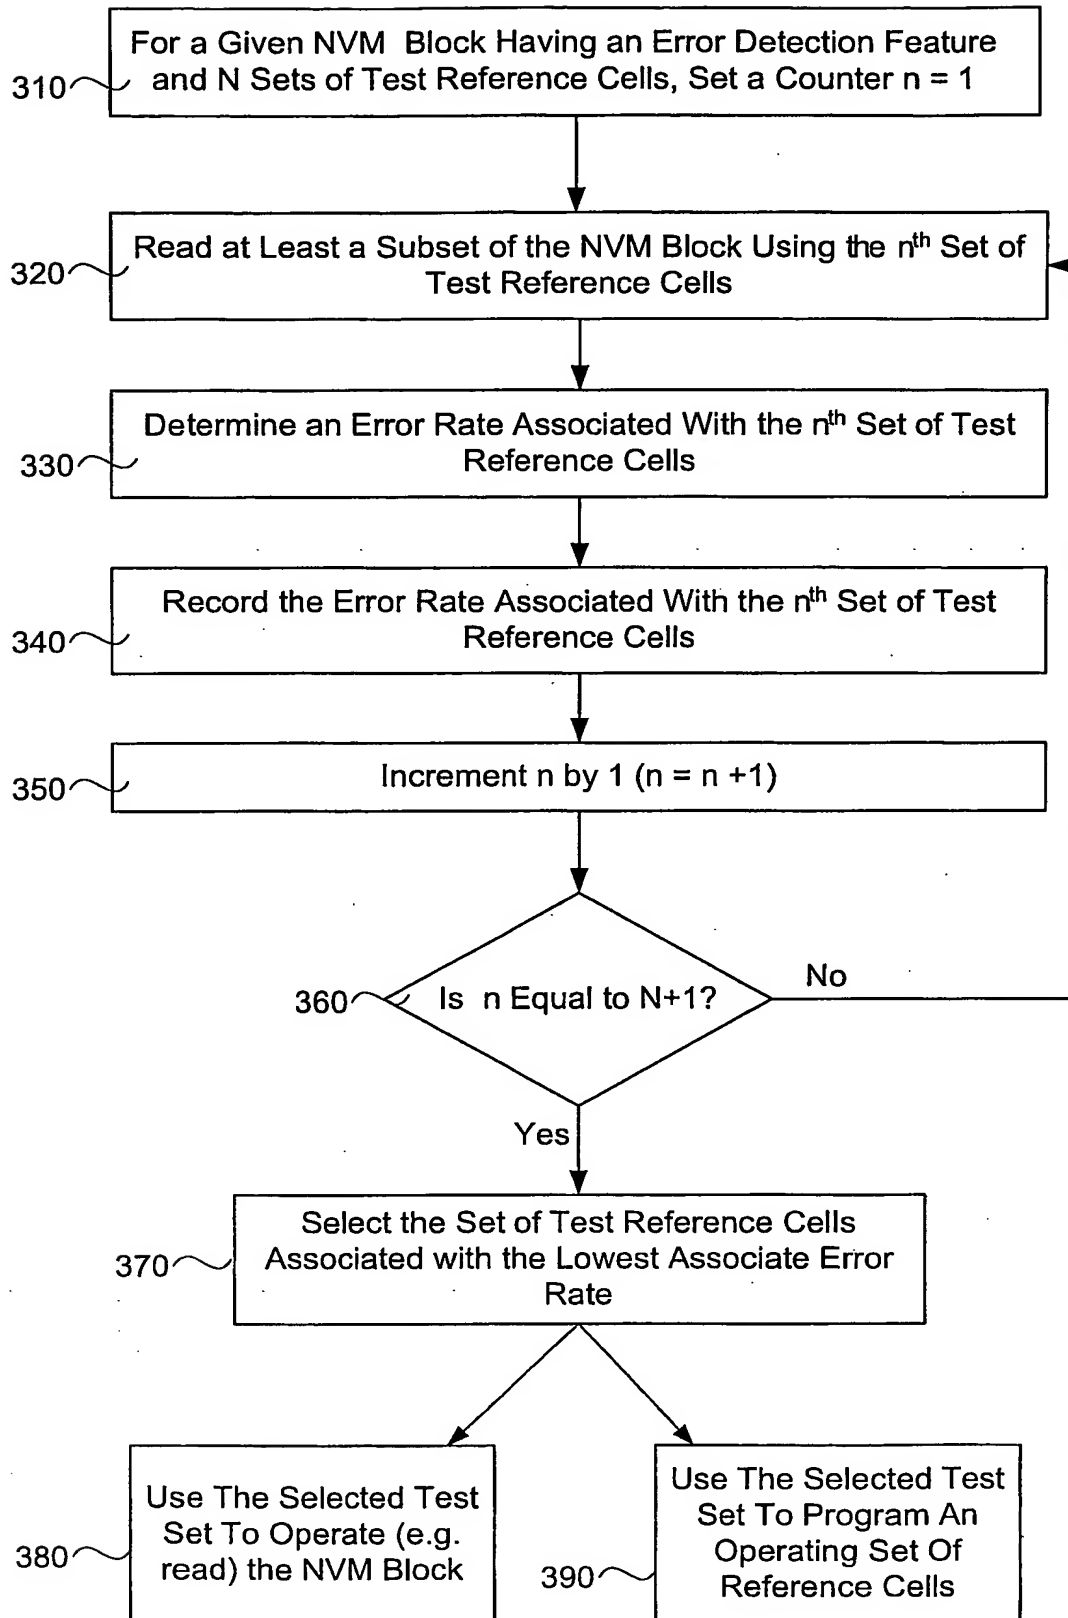 For a Given NVM Block Having an Error Detection Feature
and N Sets of Test Reference Cells, Set a Counter n = 1
310
Read at Least a Subset of the NVM Block Using the nth Set of
Test Reference Cells
320
Determine an Error Rate Associated With the nth Set of Test
Reference Cells
330
Record the Error Rate Associated With the nth Set of Test
Reference Cells
340
Increment n by 1 (n = n +1)
350
Is n Equal to N+1?
360
No
Yes
Select the Set of Test Reference Cells
Associated with the Lowest Associate Error
Rate
370
Use The Selected Test
Set To Operate (e.g.
read) the NVM Block
380
Use The Selected Test
Set To Program An
Operating Set Of
Reference Cells
390